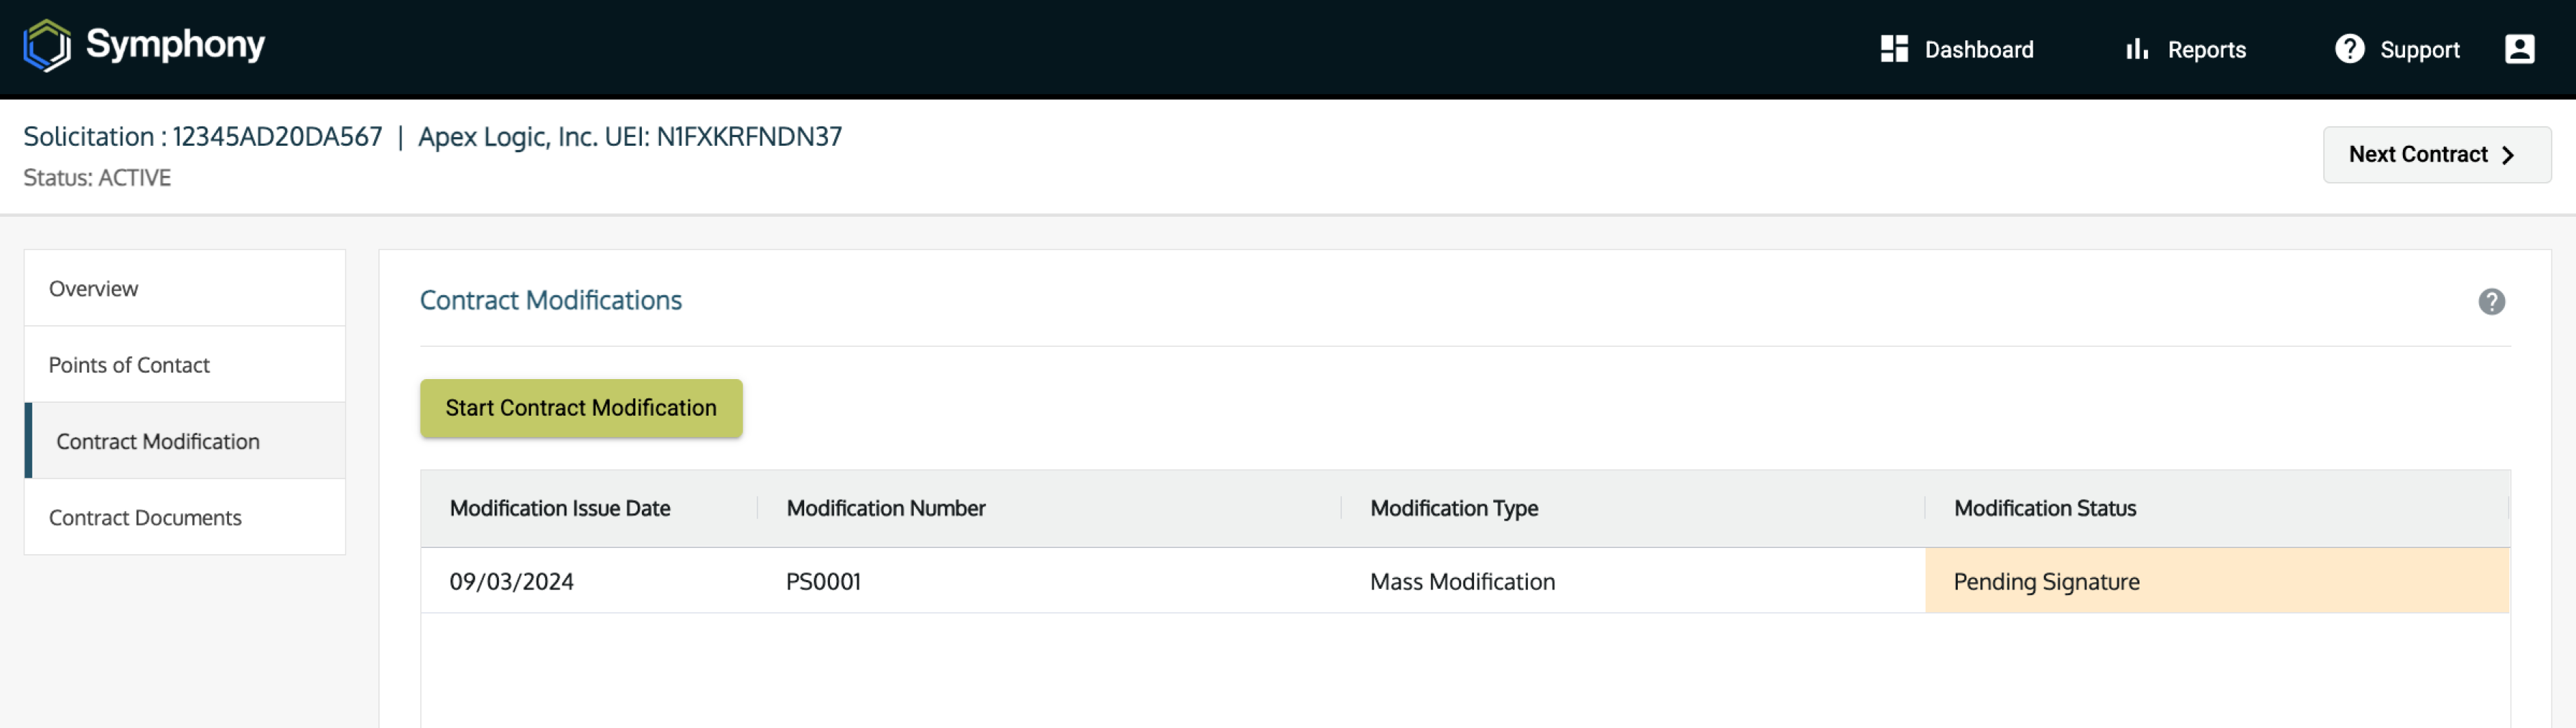 Symphony
Dashboard
Reports
Support
Solicitation : 12345AD20DA567 | Apex Logic, Inc. UEI: N1FXKRFNDN37
Status: ACTIVE
Next Contract
Overview
Points of Contact
Contract Modification
Contract Documents
Contract Modifications
Start Contract Modification
Modification Issue Date Modification Number Modification Type Modification Status
09/03/2024 PS0001 Mass Modification Pending Signature